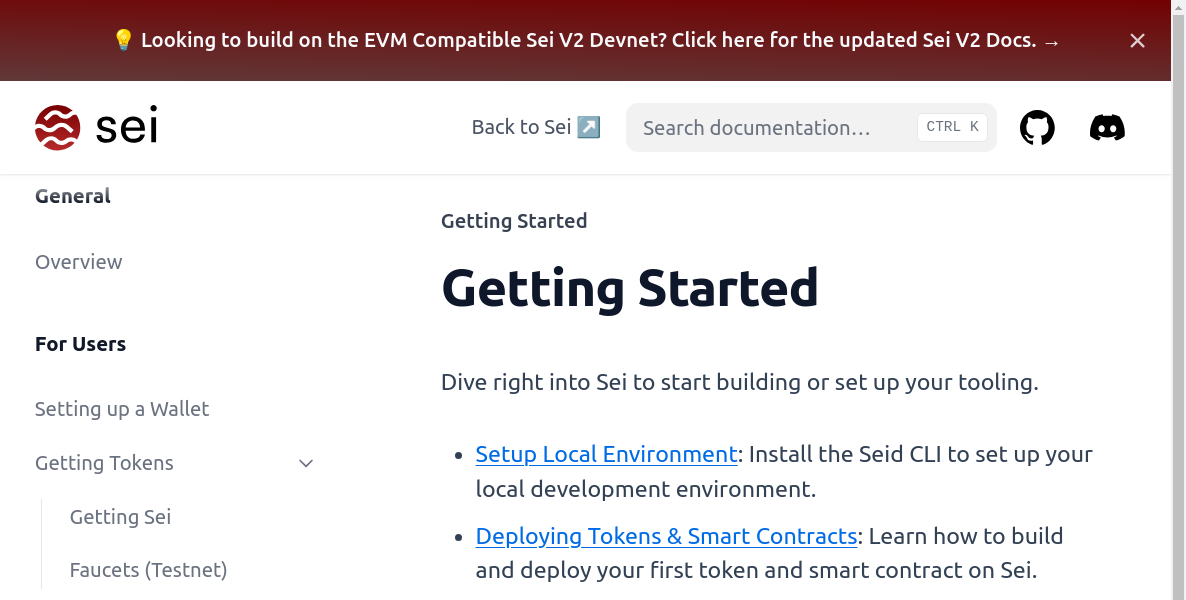 💡 Looking to build on the EVM Compatible Sei V2 Devnet? Click here for the updated Sei V2 Docs. →
sei
Back to Sei ↗️
Search documentation…
CTRL K
General
Overview
For Users
Setting up a Wallet
Getting Tokens
Getting Sei
Faucets (Testnet)
Getting Started
Getting Started
Dive right into Sei to start building or set up your tooling.
• Setup Local Environment: Install the Seid CLI to set up your
local development environment.
• Deploying Tokens & Smart Contracts: Learn how to build
and deploy your first token and smart contract on Sei.